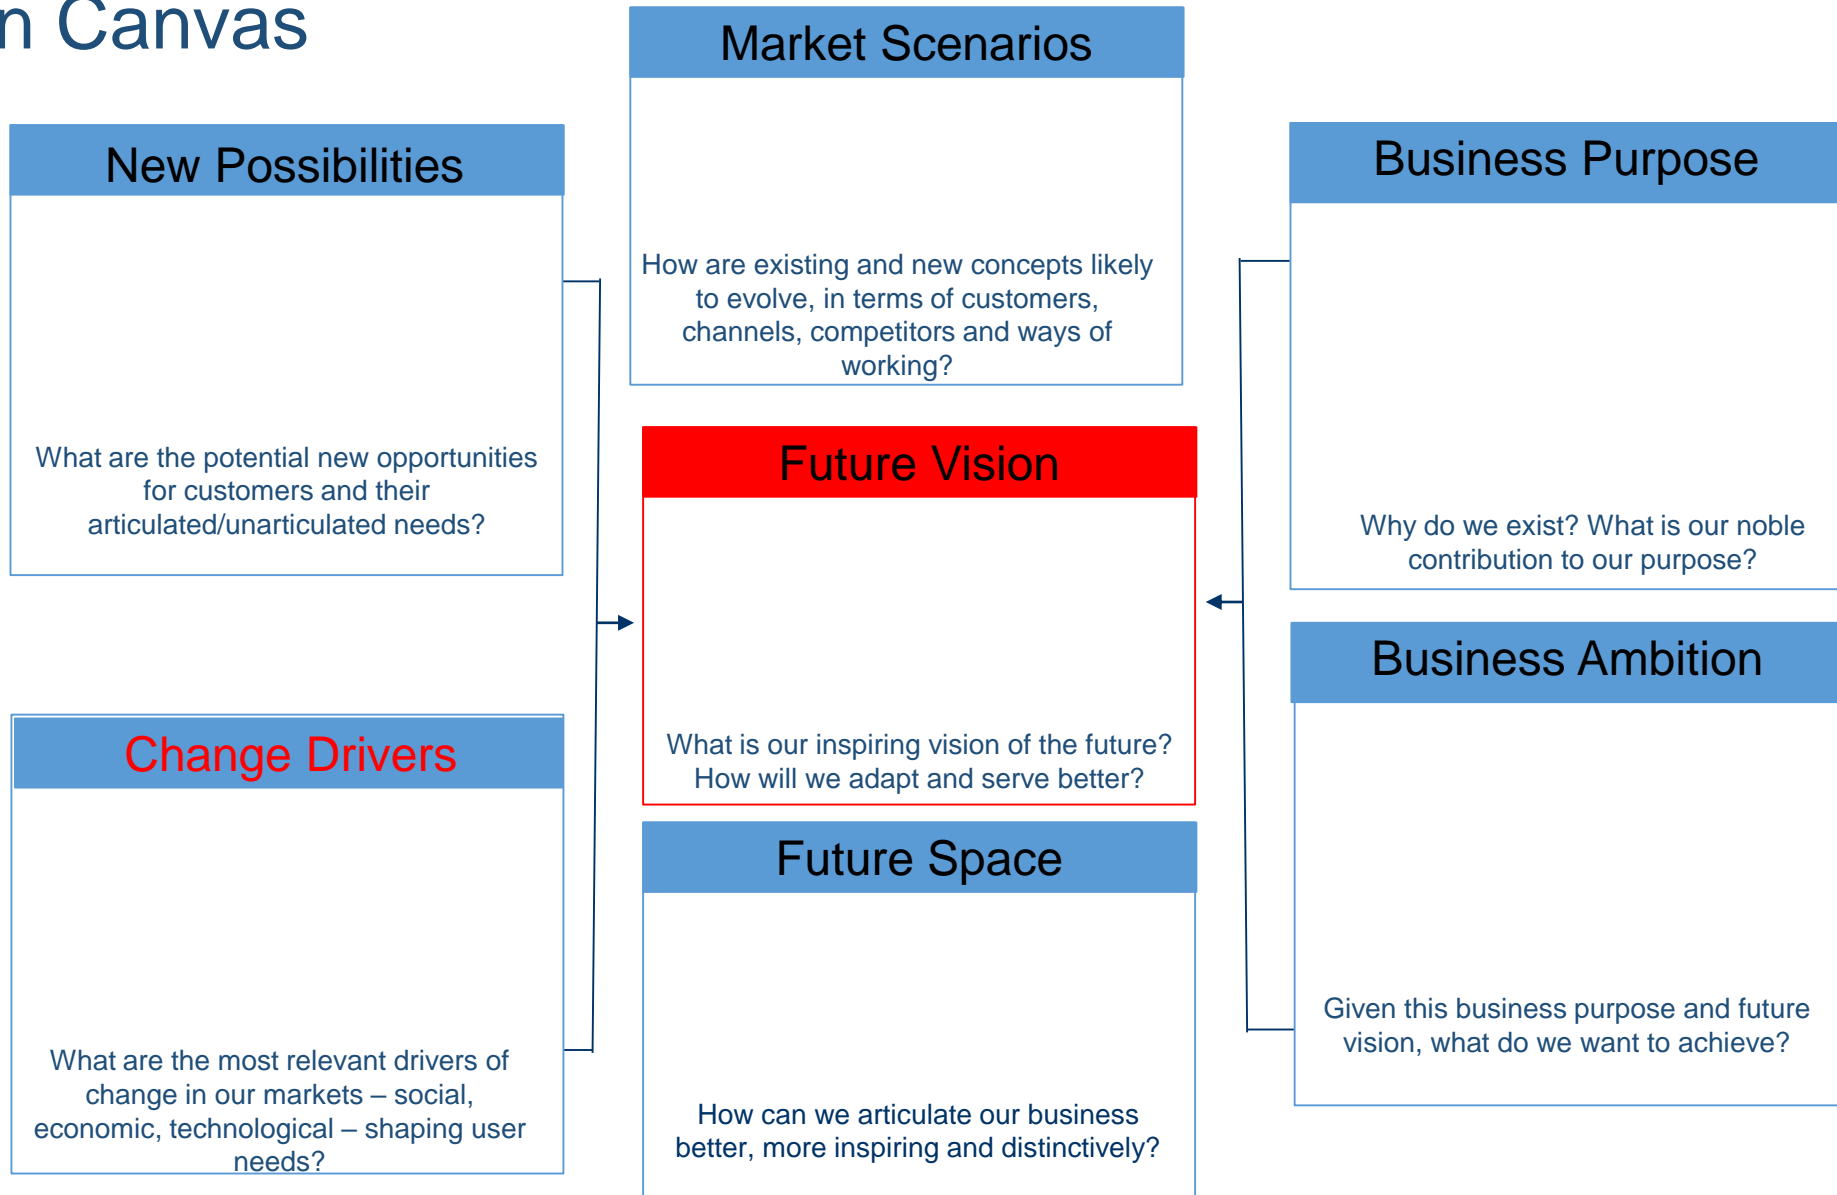 n Canvas
Market Scenarios
How are existing and new concepts likely
to evolve, in terms of customers,
channels, competitors and ways of
working?
New Possibilities
What are the potential new opportunities
for customers and their
articulated/unarticulated needs?
Business Purpose
Why do we exist? What is our noble
contribution to our purpose?
Future Vision
What is our inspiring vision of the future?
How will we adapt and serve better?
Change Drivers
What are the most relevant drivers of
change in our markets – social,
economic, technological – shaping user
needs?
Business Ambition
Given this business purpose and future
vision, what do we want to achieve?
Future Space
How can we articulate our business
better, more inspiring and distinctively?